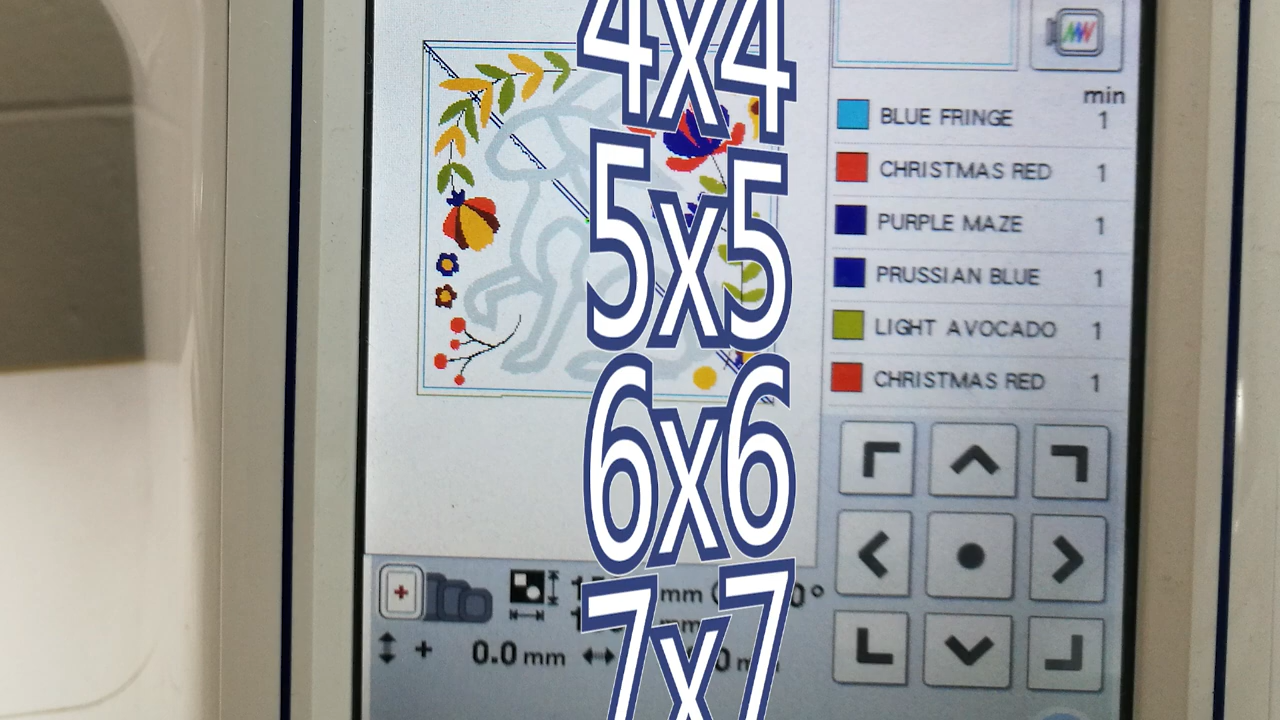 4x4
5x5
6x6
7x7
min
BLUE FRINGE 1
CHRISTMAS RED 1
PURPLE MAZE 1
PRUSSIAN BLUE 1
LIGHT AVOCADO 1
CHRISTMAS RED 1
mm
mm
0.0 mm